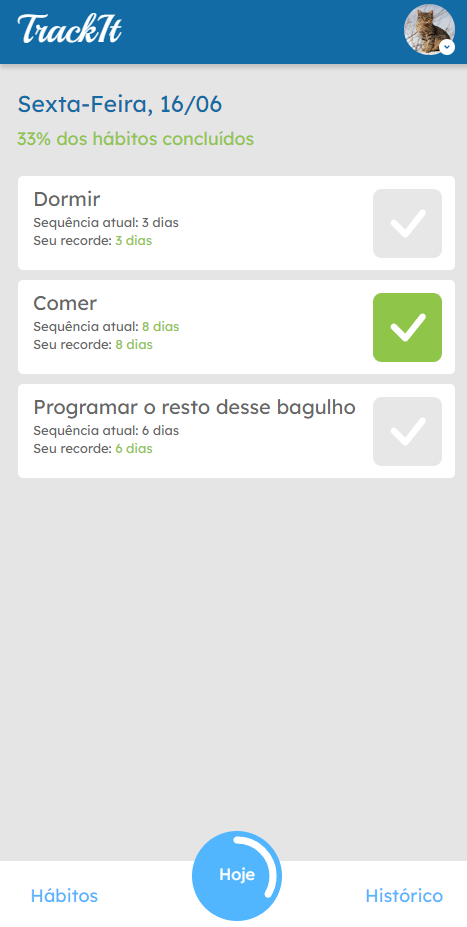 TrackIt
Sexta-Feira, 16/06
33% dos hábitos concluídos
Dormir
Sequência atual: 3 dias
Seu recorde: 3 dias
Comer
Sequência atual: 8 dias
Seu recorde: 8 dias
Programar o resto desse bagulho
Sequência atual: 6 dias
Seu recorde: 6 dias
Hábitos
Hoje
Histórico